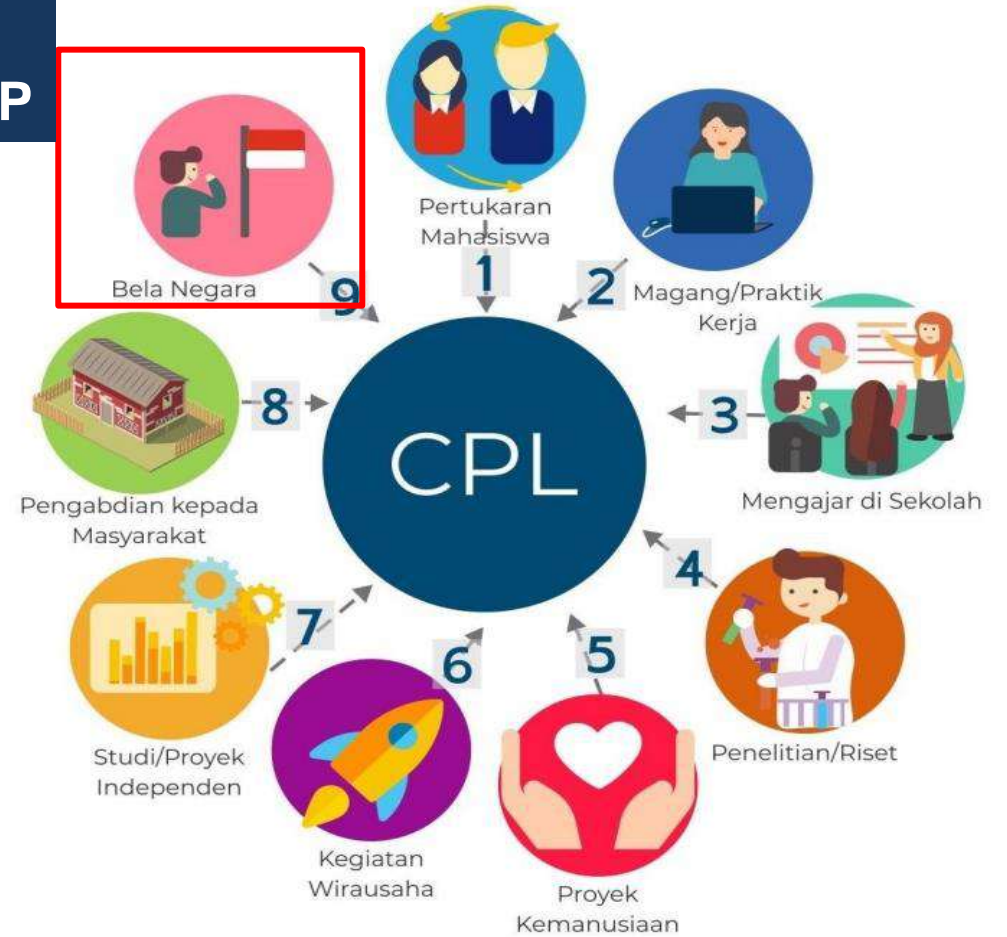 P
Pertukaran
Mahasiswa
1
2
Magang/Praktik
Kerja
3
Mengajar di Sekolah
4
Penelitian/Riset
5
Proyek
Kemanusiaan
6
Kegiatan
Wirausaha
7
Studi/Proyek
Independen
8
Pengabdian kepada
Masyarakat
9
Bela Negara
CPL